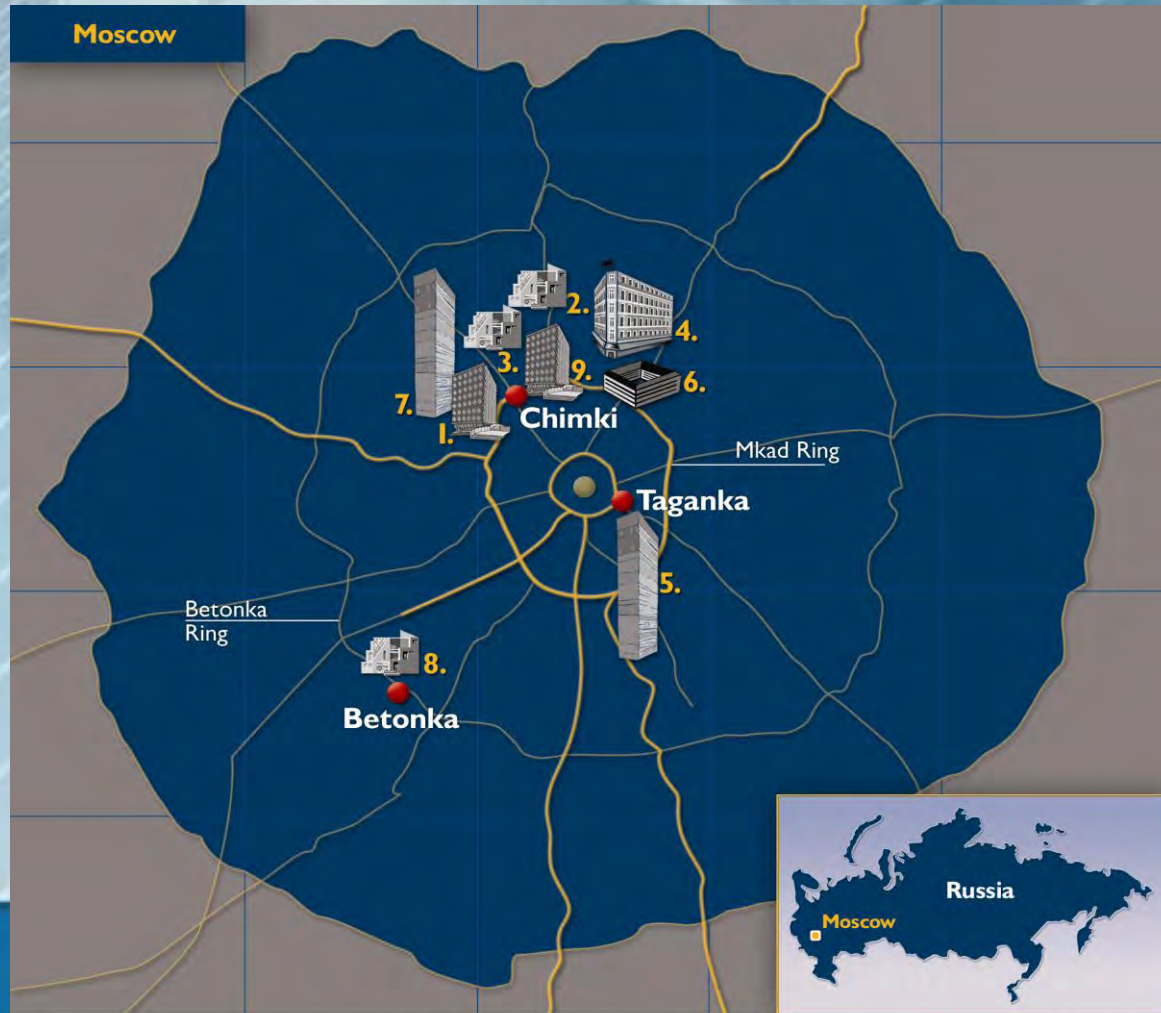 Moscow
2.
4.
3.
9.
6.
7.
1.
Chimki
Mkad Ring
Taganka
5.
Betonka
Ring
8.
Betonka
Russia
Moscow